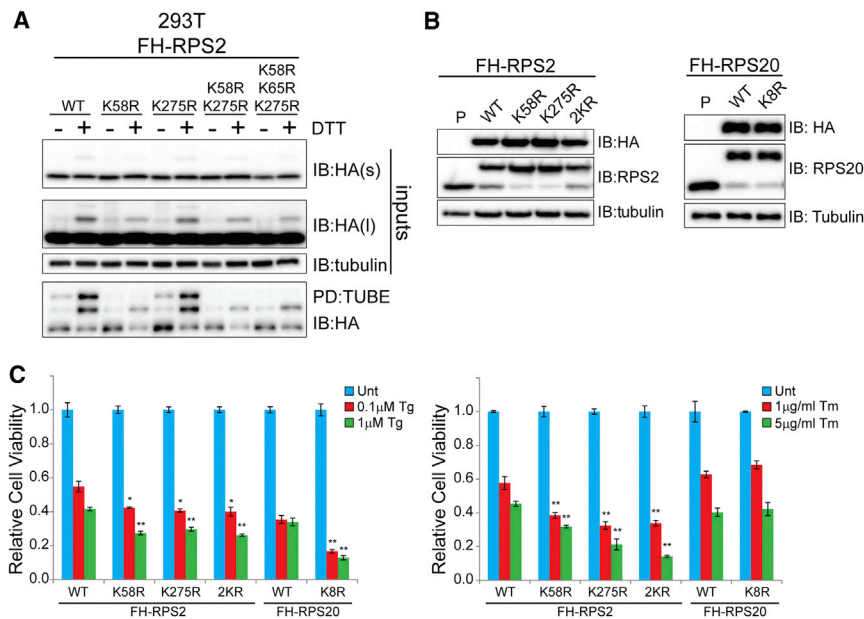 A
293T
FH-RPS2
K58R
K58R K65R
WT K58R K275R K275R K275R
- + - + - + - + - + DTT
IB:HA(s)
IB:HA(l)
IB:tubulin
inputs
PD:TUBE
IB:HA
B
FH-RPS2
P WT K58R K275R 2KR
IB:HA
IB:RPS2
IB:tubulin
FH-RPS20
P WT K8R
IB: HA
IB: RPS20
IB: Tubulin
C
Relative Cell Viability
1.0
0.8
0.6
0.4
0.2
0.0
Unt
0.1μM Tg
1μM Tg
* ** * ** * ** ** **
WT K58R K275R 2KR WT K8R
FH-RPS2 FH-RPS20
Relative Cell Viability
1.0
0.8
0.6
0.4
0.2
0.0
Unt
1μg/ml Tm
5μg/ml Tm
** ** ** ** ** **
WT K58R K275R 2KR WT K8R
FH-RPS2 FH-RPS20